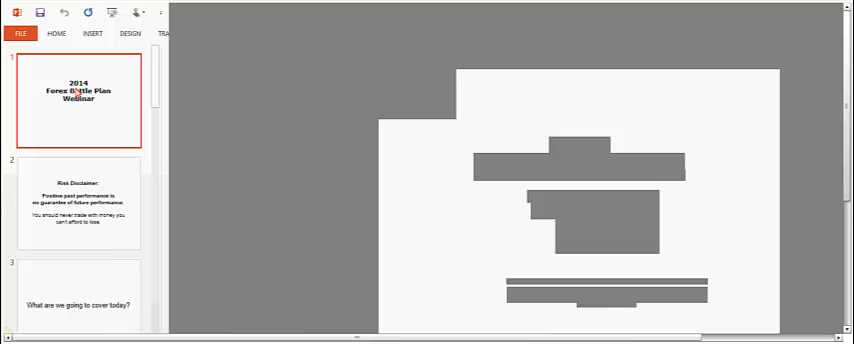 FILE
HOME
INSERT
DESIGN
TRA
1
2014
Forex Battle Plan
Webinar
2
Risk Disclaimer:
Positive past performance is
no guarantee of future performance.
You should never trade with money you
can't afford to lose.
3
What are we going to cover today?